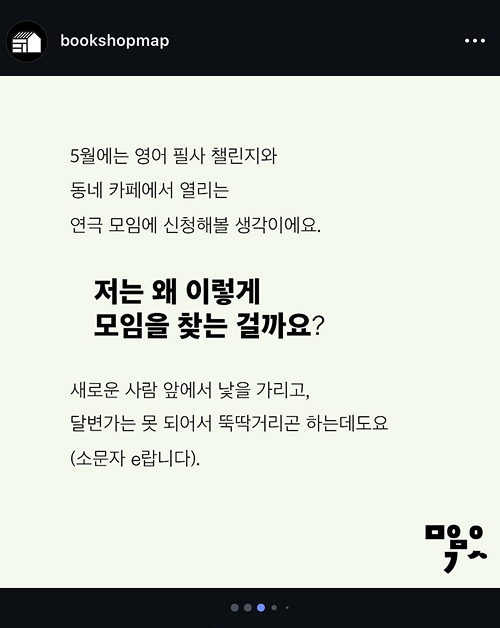 bookshopmap
5월에는 영어 필사 챌린지와
동네 카페에서 열리는
연극 모임에 신청해볼 생각이에요.
저는 왜 이렇게
모임을 찾는 걸까요?
새로운 사람 앞에서 낯을 가리고,
달변가는 못 되어서 뚝딱거리곤 하는데도요
(소문자 e랍니다).